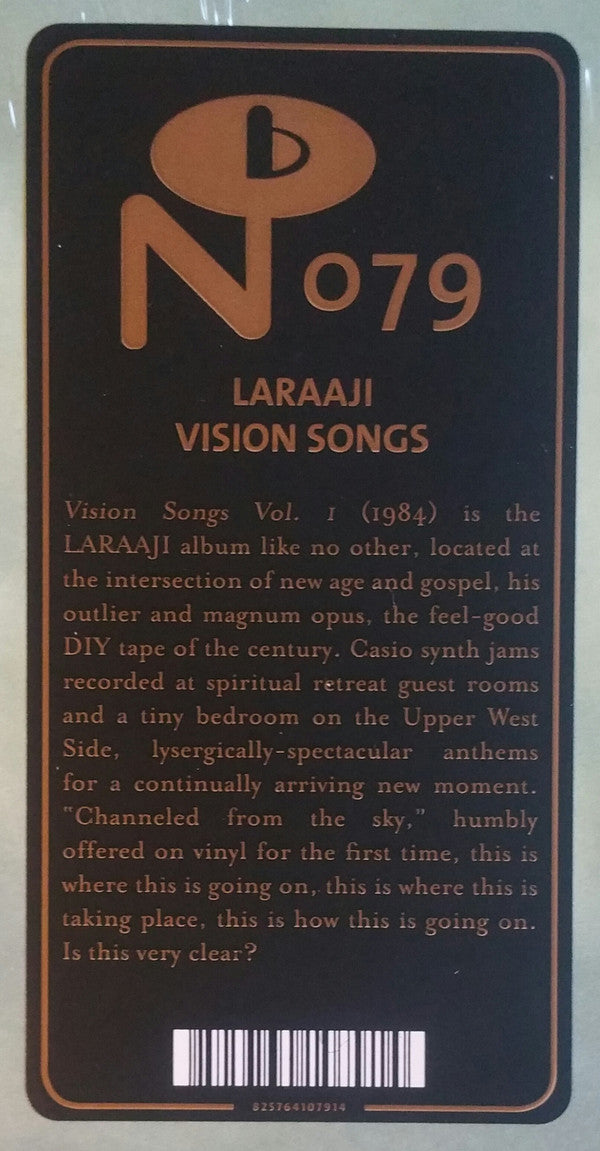 No79
LARAAJI
VISION SONGS
Vision Songs Vol. 1 (1984) is the
LARAAJI album like no other, located at
the intersection of new age and gospel, his
outlier and magnum opus, the feel-good
DIY tape of the century. Casio synth jams
recorded at spiritual retreat guest rooms
and a tiny bedroom on the Upper West
Side, lysergically-spectacular anthems
for a continually arriving new moment.
"Channeled from the sky," humbly
offered on vinyl for the first time, this is
where this is going on, this is where this is
taking place, this is how this is going on.
Is this very clear?
825764107914